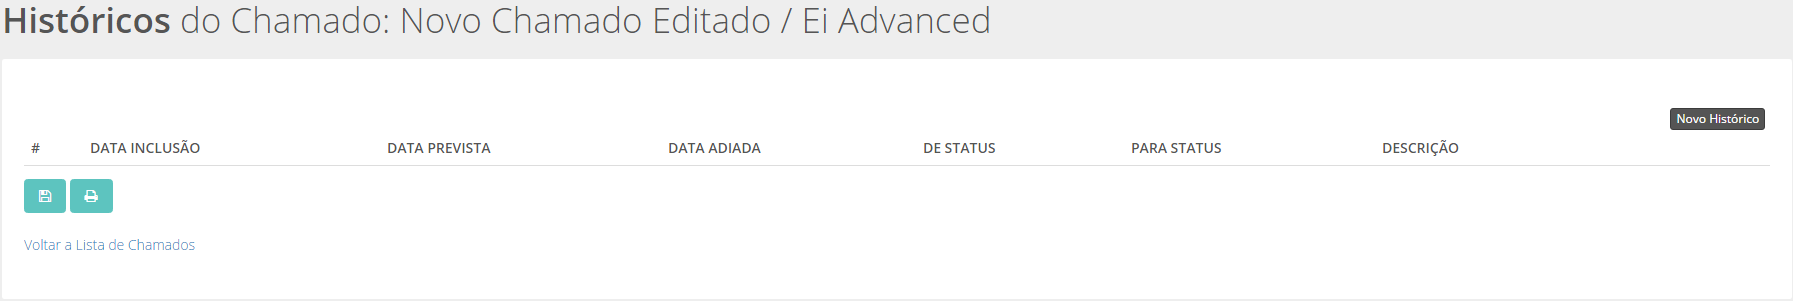 Históricos do Chamado: Novo Chamado Editado / Ei Advanced
Novo Histórico
# DATA INCLUSÃO DATA PREVISTA DATA ADIADA DE STATUS PARA STATUS DESCRIÇÃO
Voltar a Lista de Chamados